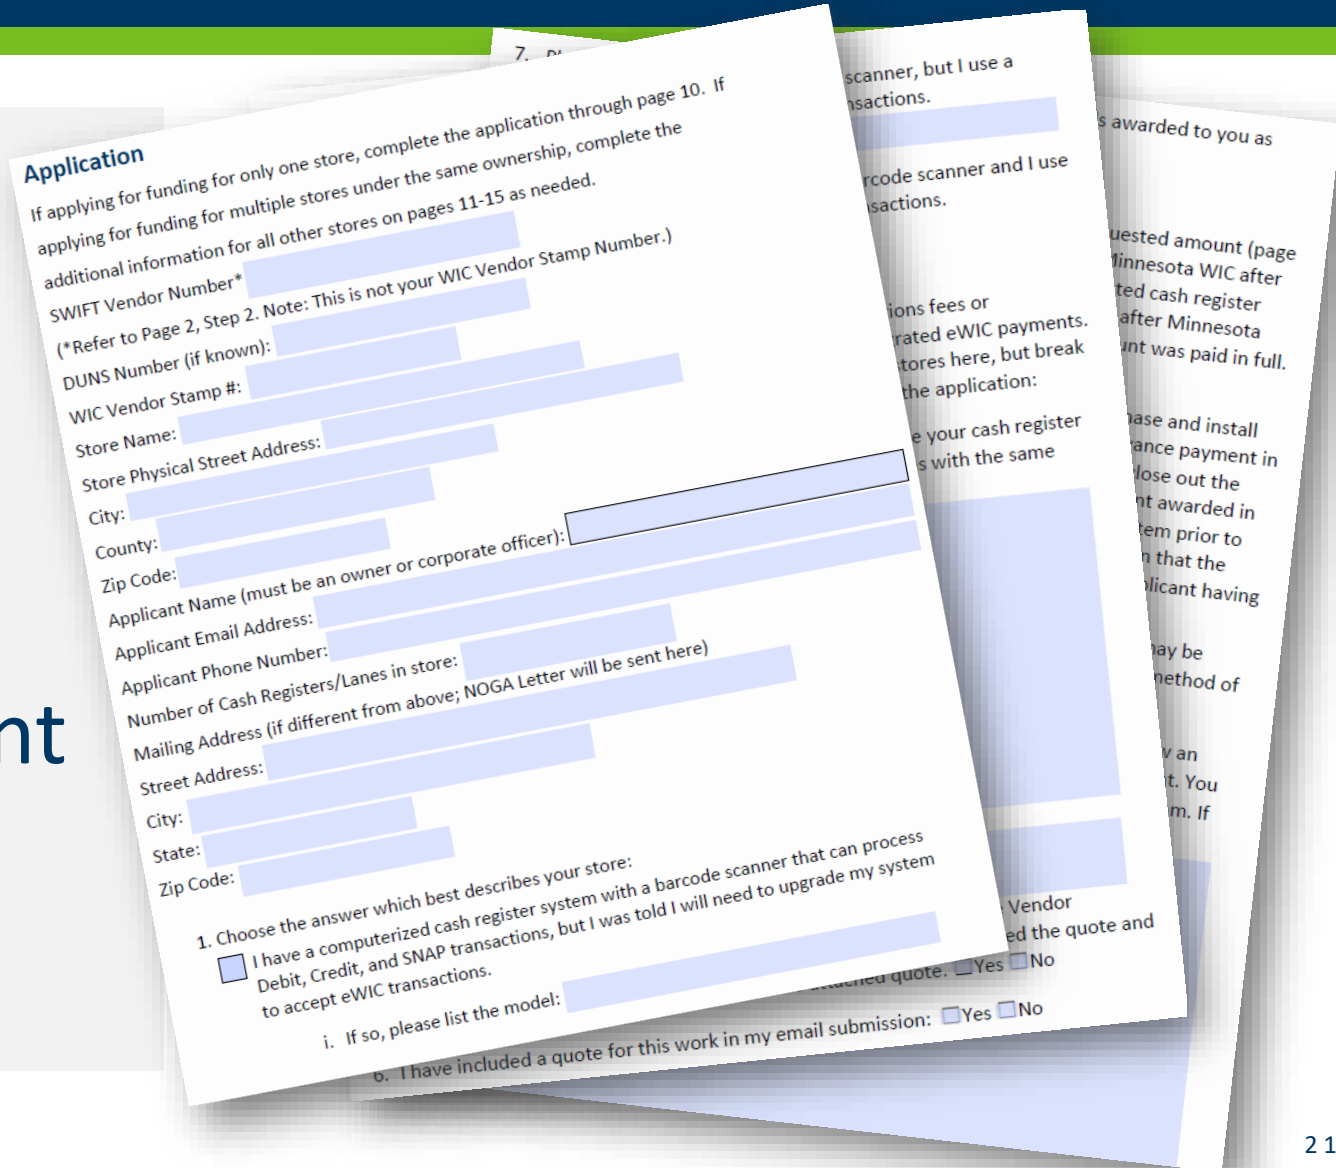 nt
Application
If applying for funding for only one store, complete the application through page 10. If
applying for funding for multiple stores under the same ownership, complete the
additional information for all other stores on pages 11-15 as needed.
SWIFT Vendor Number*
(*Refer to Page 2, Step 2. Note: This is not your WIC Vendor Stamp Number.)
DUNS Number (if known):
WIC Vendor Stamp #:
Store Name:
Store Physical Street Address:
City:
County:
Zip Code:
Applicant Name (must be an owner or corporate officer):
Applicant Email Address:
Applicant Phone Number:
Number of Cash Registers/Lanes in store:
Mailing Address (if different from above; NOGA Letter will be sent here)
Street Address:
City:
State:
Zip Code:
1. Choose the answer which best describes your store:
I have a computerized cash register system with a barcode scanner that can process
Debit, Credit, and SNAP transactions, but I was told I will need to upgrade my system
to accept eWIC transactions.
i. If so, please list the model:
7.
scanner, but I use a
nsactions.
rcode scanner and I use
sactions.
ions fees or
rated eWIC payments.
tores here, but break
the application:
e your cash register
s with the same
Vendor
ed the quote and
attached quote. Yes No
6. I have included a quote for this work in my email submission: Yes No
s awarded to you as
uested amount (page
Minnesota WIC after
ted cash register
after Minnesota
unt was paid in full.
hase and install
vance payment in
lose out the
nt awarded in
tem prior to
n that the
licant having
may be
method of
w an
t. You
m. If
21